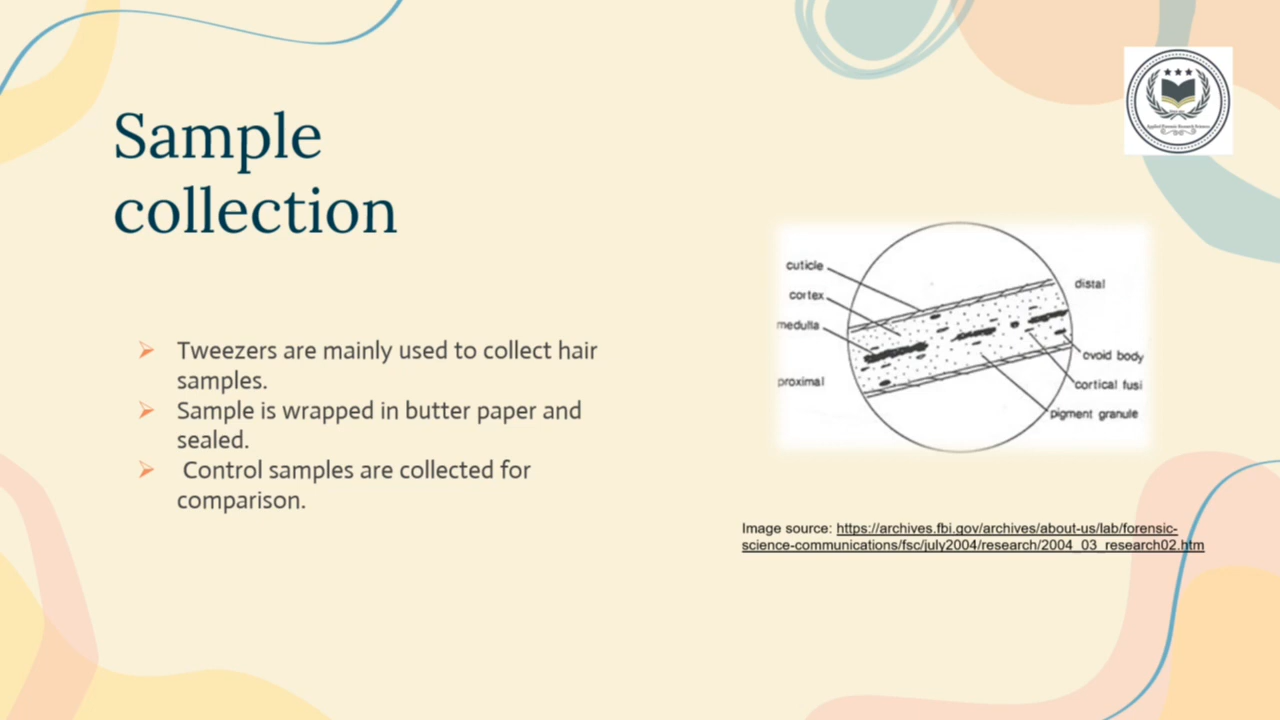 Sample
collection
Tweezers are mainly used to collect hair
samples.
Sample is wrapped in butter paper and
sealed.
Control samples are collected for
comparison.
cuticle
cortex
medulla
proximal
distal
ovoid body
cortical fusi
pigment granule
Image source: https://archives.fbi.gov/archives/about-us/lab/forensic-
science-communications/fsc/july2004/research/2004_03_research02.htm